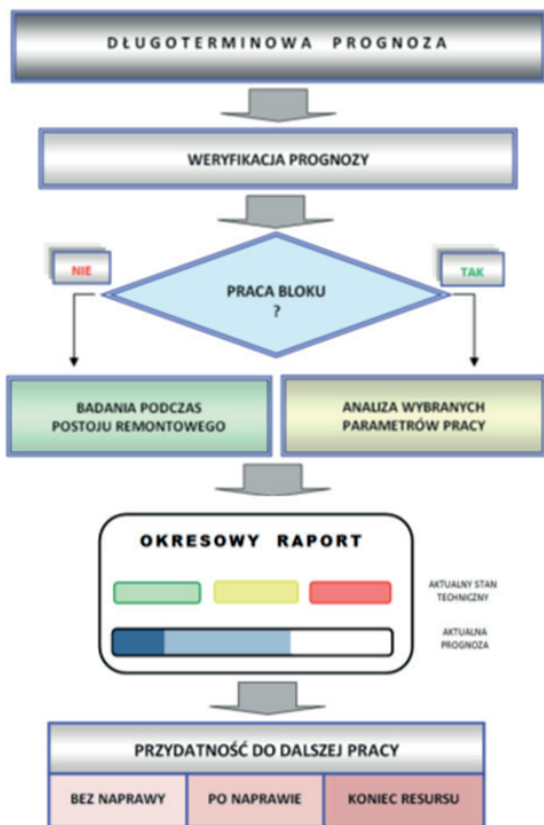 DŁUGOTERMINOWA PROGNOZA
WERYFIKACJA PROGNOZY
NIE
TAK
PRACA BLOKU
?
BADANIA PODCZAS
POSTOJU REMONTOWEGO
ANALIZA WYBRANYCH
PARAMETRÓW PRACY
OKRESOWY RAPORT
AKTUALNY STAN
TECHNICZNY
AKTUALNA
PROGNOZA
PRZYDATNOŚĆ DO DALSZEJ PRACY
BEZ NAPRAWY
PO NAPRAWIE
KONIEC RESURSU